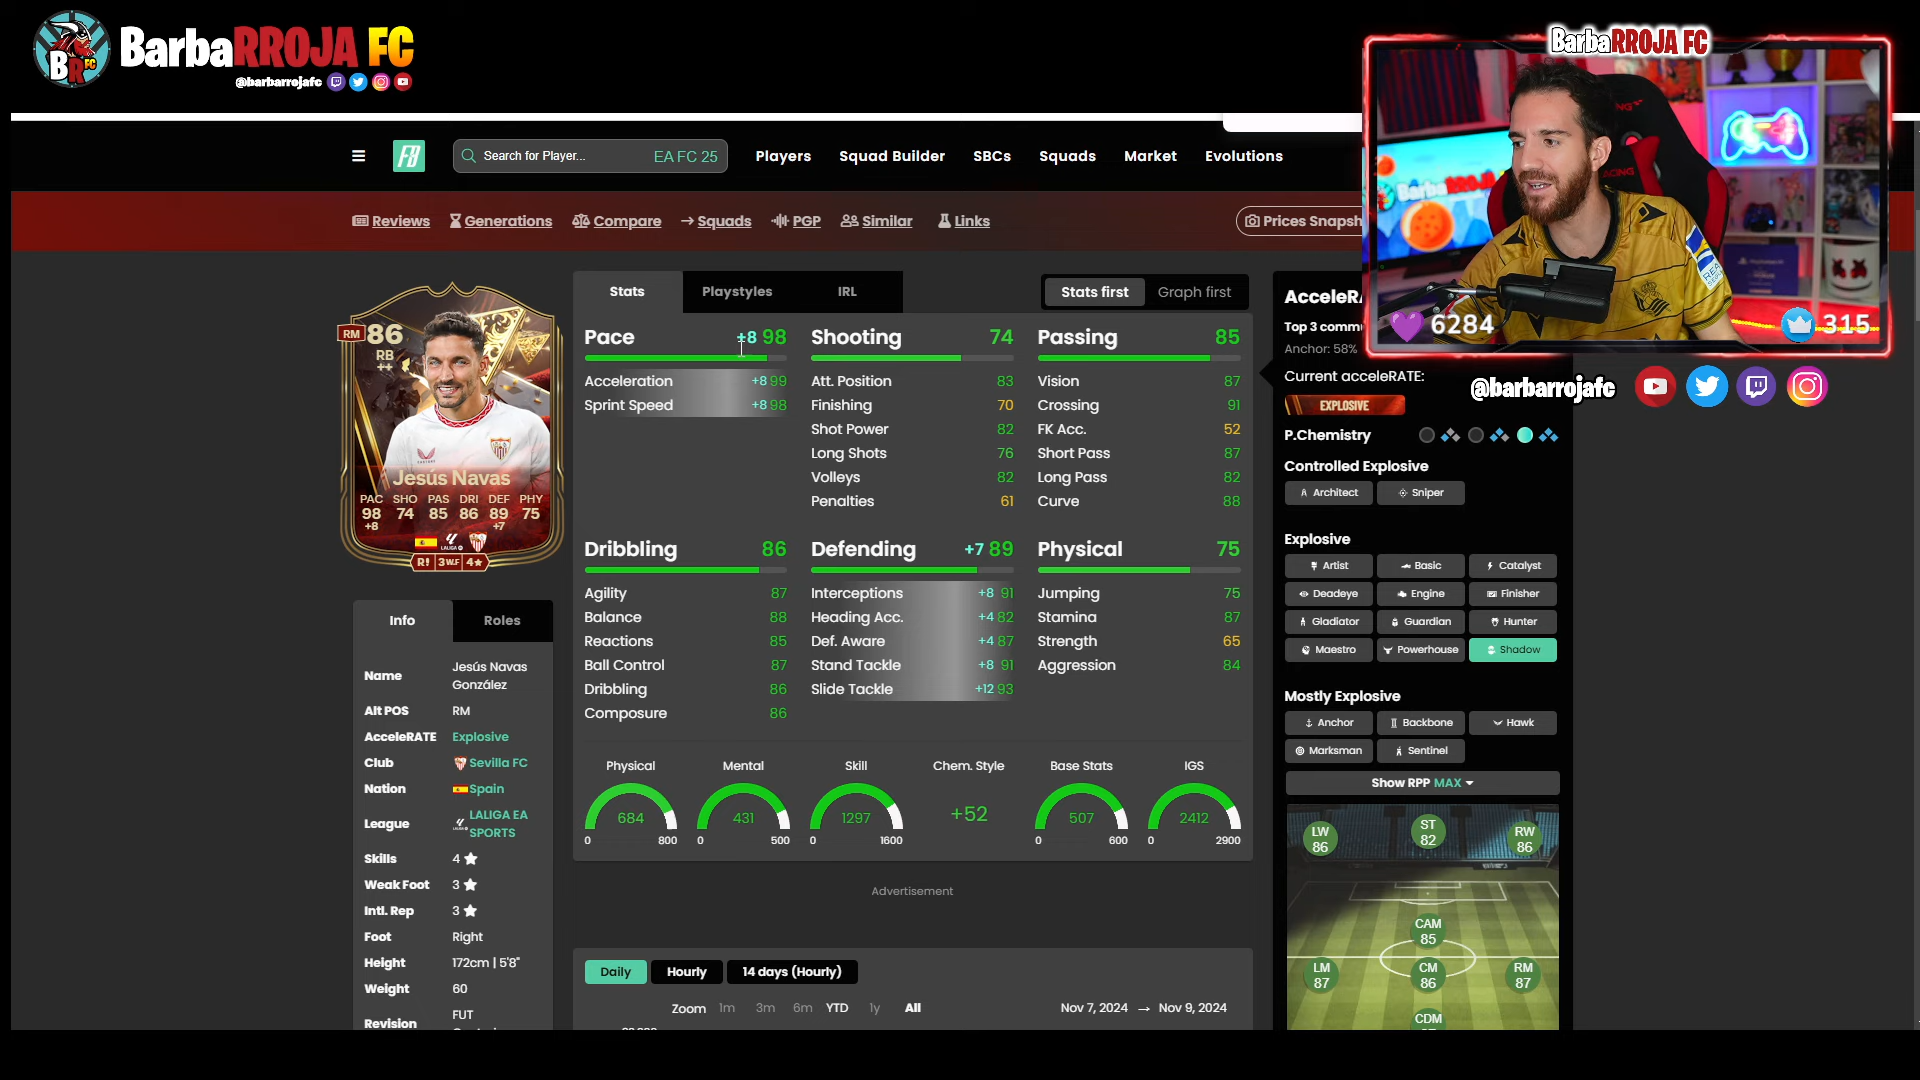 BarbaRROJA FC
@barbarrojafc
BarbaRROJA FC
6284
315
@barbarrojafc
Search for Player...
EA FC 25
Players
Squad Builder
SBCs
Squads
Market
Evolutions
Reviews
Generations
Compare
Squads
PGP
Similar
Links
Prices Snapsh
RM
86
RB
++
Jesús Navas
PAC SHO PAS DRI DEF PHY
98 74 85 86 89 75
+8 +7
R! 3W.F 4★
Stats
Playstyles
IRL
Stats first
Graph first
Pace +8 98
Acceleration +8 99
Sprint Speed +8 98
Shooting 74
Att. Position 83
Finishing 70
Shot Power 82
Long Shots 76
Volleys 82
Penalties 61
Passing 85
Vision 87
Crossing 91
FK Acc. 52
Short Pass 87
Long Pass 82
Curve 88
Dribbling 86
Agility 87
Balance 88
Reactions 85
Ball Control 87
Dribbling 86
Composure 86
Defending +7 89
Interceptions +8 91
Heading Acc. +4 82
Def. Aware +4 87
Stand Tackle +8 91
Slide Tackle +12 93
Physical 75
Jumping 75
Stamina 87
Strength 65
Aggression 84
Physical
684
0 800
Mental
431
0 500
Skill
1297
0 1600
Chem. Style
+52
Base Stats
507
0 600
IGS
2412
0 2900
Advertisement
Daily
Hourly
14 days (Hourly)
Zoom 1m 3m 6m YTD 1y All
Nov 7, 2024 → Nov 9, 2024
Info
Roles
Name Jesús Navas
González
Alt POS RM
AcceleRATE Explosive
Club Sevilla FC
Nation Spain
League LALIGA EA
SPORTS
Skills 4 ★
Weak Foot 3 ★
Intl. Rep 3 ★
Foot Right
Height 172cm | 5'8"
Weight 60
Revision FUT
AcceleRA
Top 3 comm
Anchor: 58%
Current acceleRATE:
EXPLOSIVE
P.Chemistry
Controlled Explosive
Architect
Sniper
Explosive
Artist
Basic
Catalyst
Deadeye
Engine
Finisher
Gladiator
Guardian
Hunter
Maestro
Powerhouse
Shadow
Mostly Explosive
Anchor
Backbone
Hawk
Marksman
Sentinel
Show RPP MAX
LW
86
ST
82
RW
86
CAM
85
LM
87
CM
86
RM
87
CDM